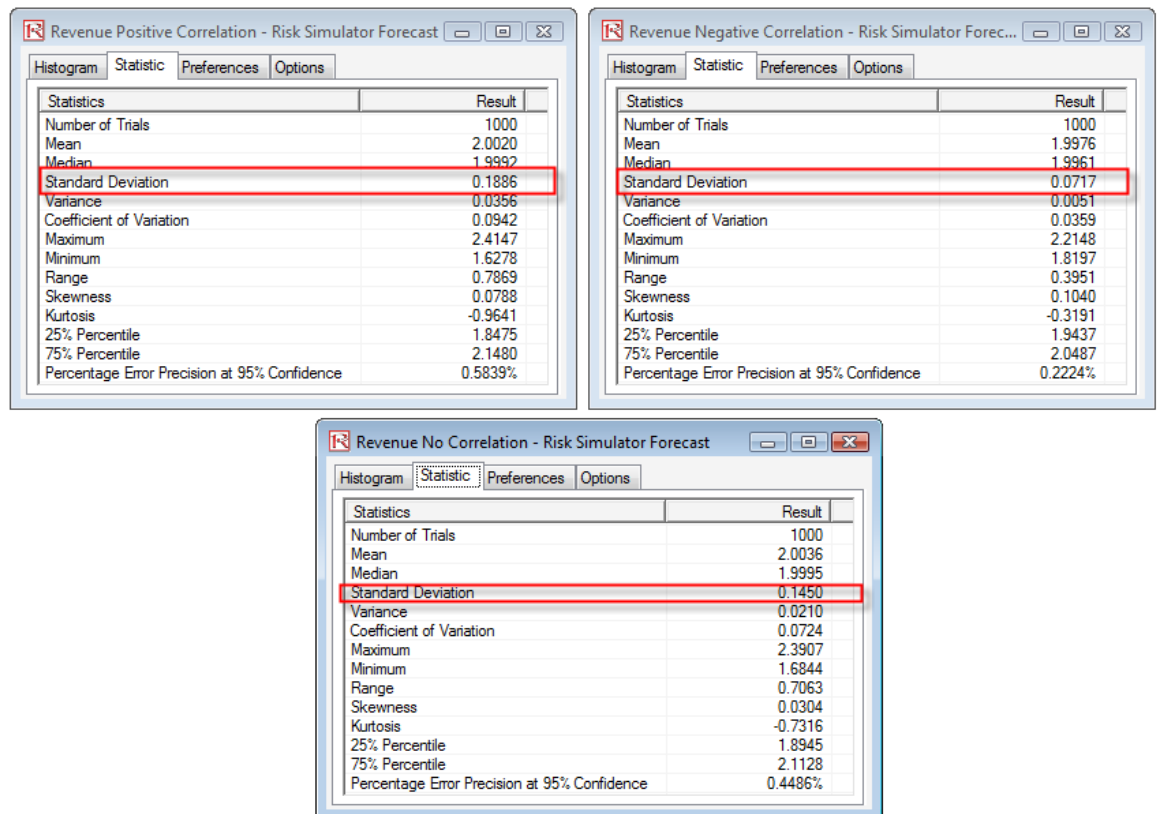 Revenue Positive Correlation - Risk Simulator Forecast
Histogram Statistic Preferences Options
Statistics Result
Number of Trials 1000
Mean 2.0020
Median 1.9992
Standard Deviation 0.1886
Variance 0.0356
Coefficient of Variation 0.0942
Maximum 2.4147
Minimum 1.6278
Range 0.7869
Skewness 0.0788
Kurtosis -0.9641
25% Percentile 1.8475
75% Percentile 2.1480
Percentage Error Precision at 95% Confidence 0.5839%
Revenue Negative Correlation - Risk Simulator Forec...
Histogram Statistic Preferences Options
Statistics Result
Number of Trials 1000
Mean 1.9976
Median 1.9961
Standard Deviation 0.0717
Variance 0.0051
Coefficient of Variation 0.0359
Maximum 2.2148
Minimum 1.8197
Range 0.3951
Skewness 0.1040
Kurtosis -0.3191
25% Percentile 1.9437
75% Percentile 2.0487
Percentage Error Precision at 95% Confidence 0.2224%
Revenue No Correlation - Risk Simulator Forecast
Histogram Statistic Preferences Options
Statistics Result
Number of Trials 1000
Mean 2.0036
Median 1.9995
Standard Deviation 0.1450
Variance 0.0210
Coefficient of Variation 0.0724
Maximum 2.3907
Minimum 1.6844
Range 0.7063
Skewness 0.0304
Kurtosis -0.7316
25% Percentile 1.8945
75% Percentile 2.1128
Percentage Error Precision at 95% Confidence 0.4486%